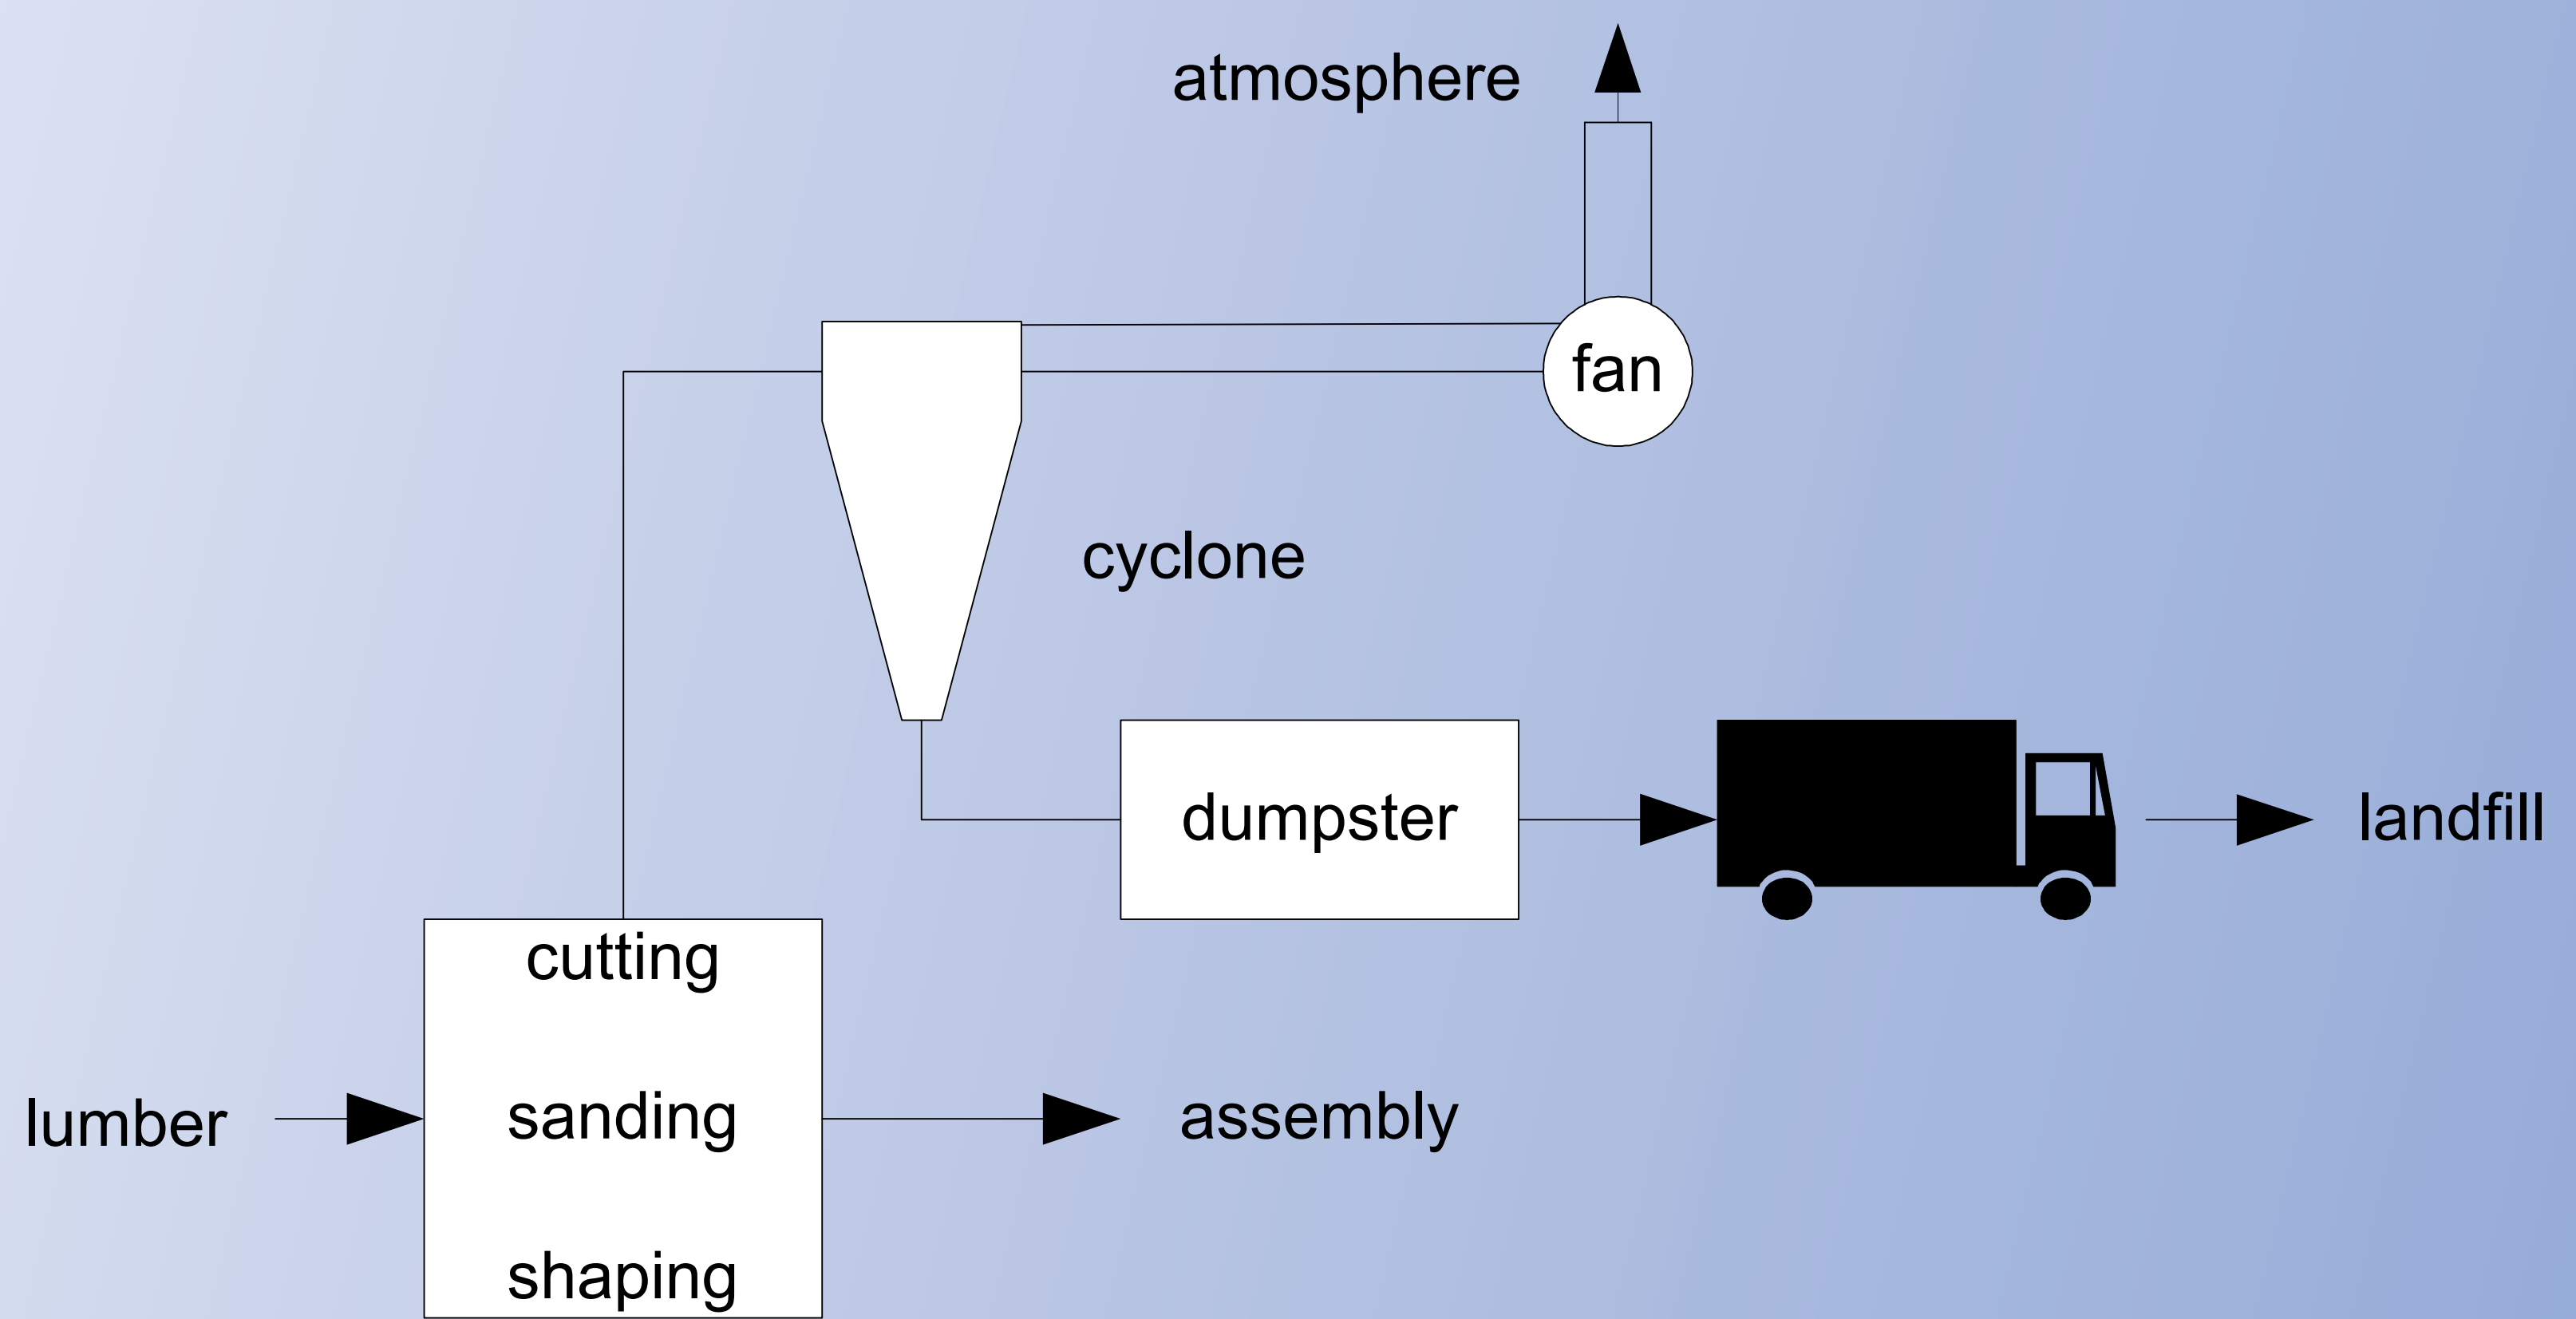 atmosphere
fan
cyclone
dumpster
landfill
cutting
lumber
sanding
assembly
shaping